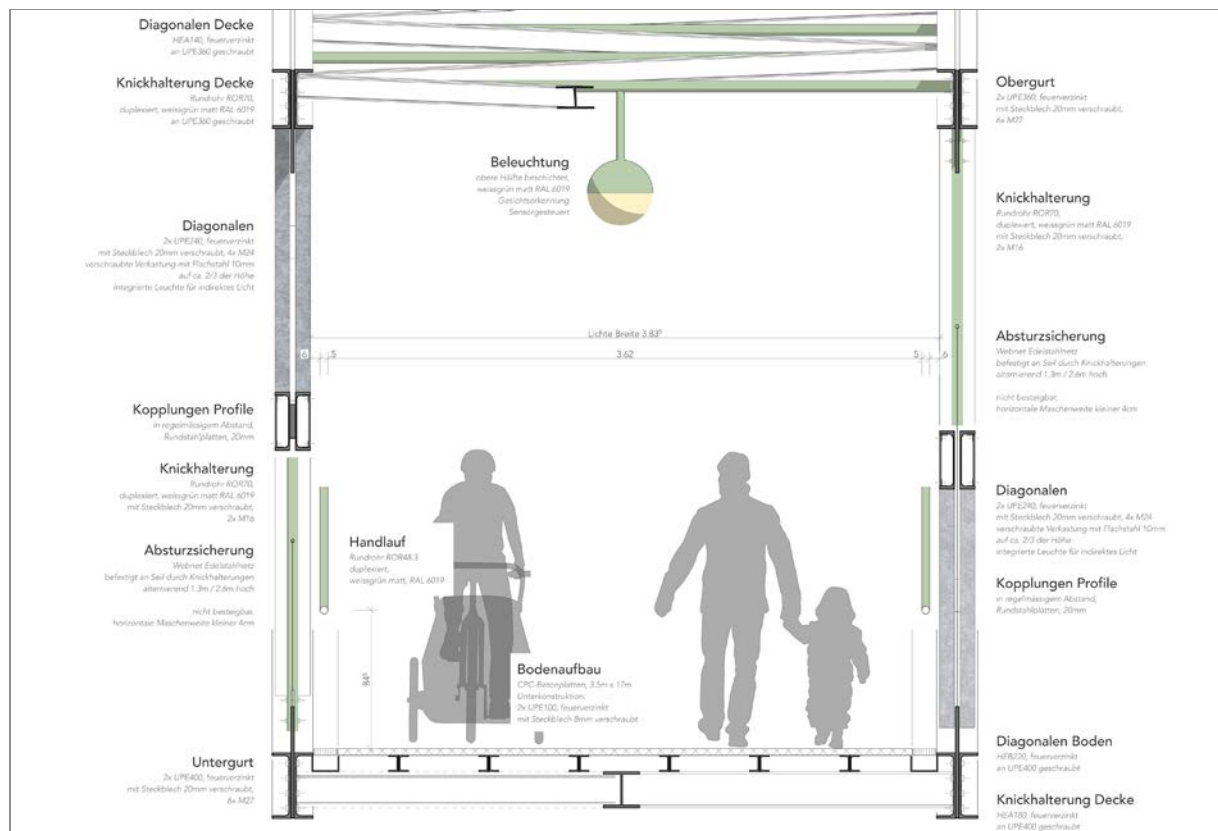 Diagonalen Decke
HEA140, feuerverzinkt
an UPE360 geschraubt
Knickhalterung Decke
Rundrohr ROR70,
duplexiert, weissgrün matt RAL 6019
an UPE360 geschraubt
Diagonalen
2x UPE240, feuerverzinkt
mit Steckblech 20mm verschraubt, 4x M24
verschraubte Verkastung mit Flachstahl 10mm
auf ca. 2/3 der Höhe
integrierte Leuchte für indirektes Licht
Kopplungen Profile
in regelmässigem Abstand,
Rundstahlplatten, 20mm
Knickhalterung
Rundrohr ROR70,
duplexiert, weissgrün matt RAL 6019
mit Steckblech 20mm verschraubt,
2x M16
Absturzsicherung
Webnet Edelstahlnetz
befestigt an Seil durch Knickhalterungen
alternierend 1.3m / 2.6m hoch
nicht besteigbar,
horizontale Maschenweite kleiner 4cm
Untergurt
2x UPE400, feuerverzinkt
mit Steckblech 20mm verschraubt,
6x M27
Beleuchtung
obere Hälfte beschichtet,
weissgrün matt RAL 6019
Gesichtserkennung
Sensorgesteuert
Lichte Breite 3.83⁰
6
5
3.62
5
6
Handlauf
Rundrohr ROR48.3
duplexiert,
weissgrün matt, RAL 6019
84⁵
Bodenaufbau
CPC-Betonplatten, 3.5m x 17m
Unterkonstruktion:
2x UPE100, feuerverzinkt
mit Steckblech 8mm verschraubt
Obergurt
2x UPE360, feuerverzinkt
mit Steckblech 20mm verschraubt,
6x M27
Knickhalterung
Rundrohr ROR70,
duplexiert, weissgrün matt RAL 6019
mit Steckblech 20mm verschraubt,
2x M16
Absturzsicherung
Webnet Edelstahlnetz
befestigt an Seil durch Knickhalterungen
alternierend 1.3m / 2.6m hoch
nicht besteigbar,
horizontale Maschenweite kleiner 4cm
Diagonalen
2x UPE240, feuerverzinkt
mit Steckblech 20mm verschraubt, 4x M24
verschraubte Verkastung mit Flachstahl 10mm
auf ca. 2/3 der Höhe
integrierte Leuchte für indirektes Licht
Kopplungen Profile
in regelmässigem Abstand,
Rundstahlplatten, 20mm
Diagonalen Boden
HEB220, feuerverzinkt
an UPE400 geschraubt
Knickhalterung Decke
HEA180, feuerverzinkt
an UPE400 geschraubt